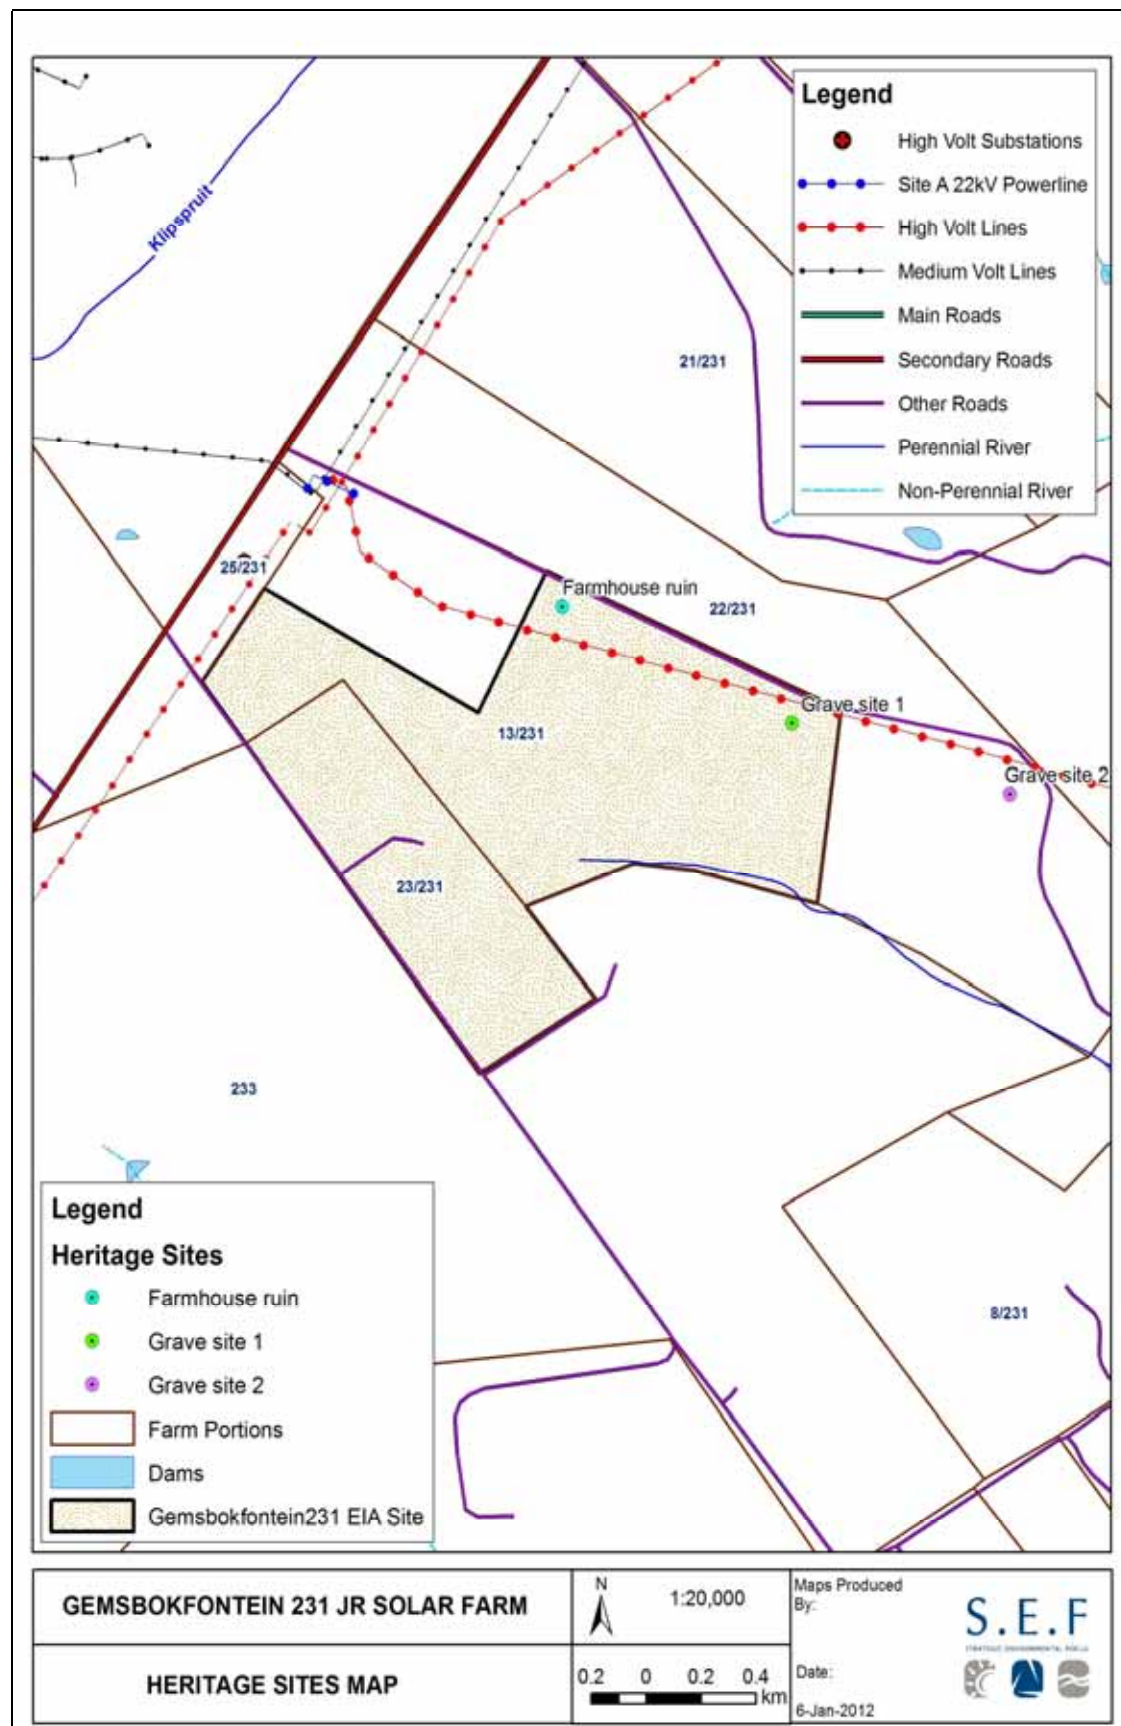 Legend
High Volt Substations
Site A 22kV Powerline
High Volt Lines
Medium Volt Lines
Main Roads
Secondary Roads
Other Roads
Perennial River
Non-Perennial River
Klipspruit
21/231
25/231
Farmhouse ruin
22/231
Grave site 1
13/231
Grave site 2
23/231
233
8/231
Legend
Heritage Sites
Farmhouse ruin
Grave site 1
Grave site 2
Farm Portions
Dams
Gemsbokfontein231 EIA Site
GEMSBOKFONTEIN 231 JR SOLAR FARM
HERITAGE SITES MAP
N
1:20,000
0.2 0 0.2 0.4
km
Maps Produced
By:
S.E.F
STRATEGIC ENVIRONMENTAL FOCUS
Date:
6-Jan-2012